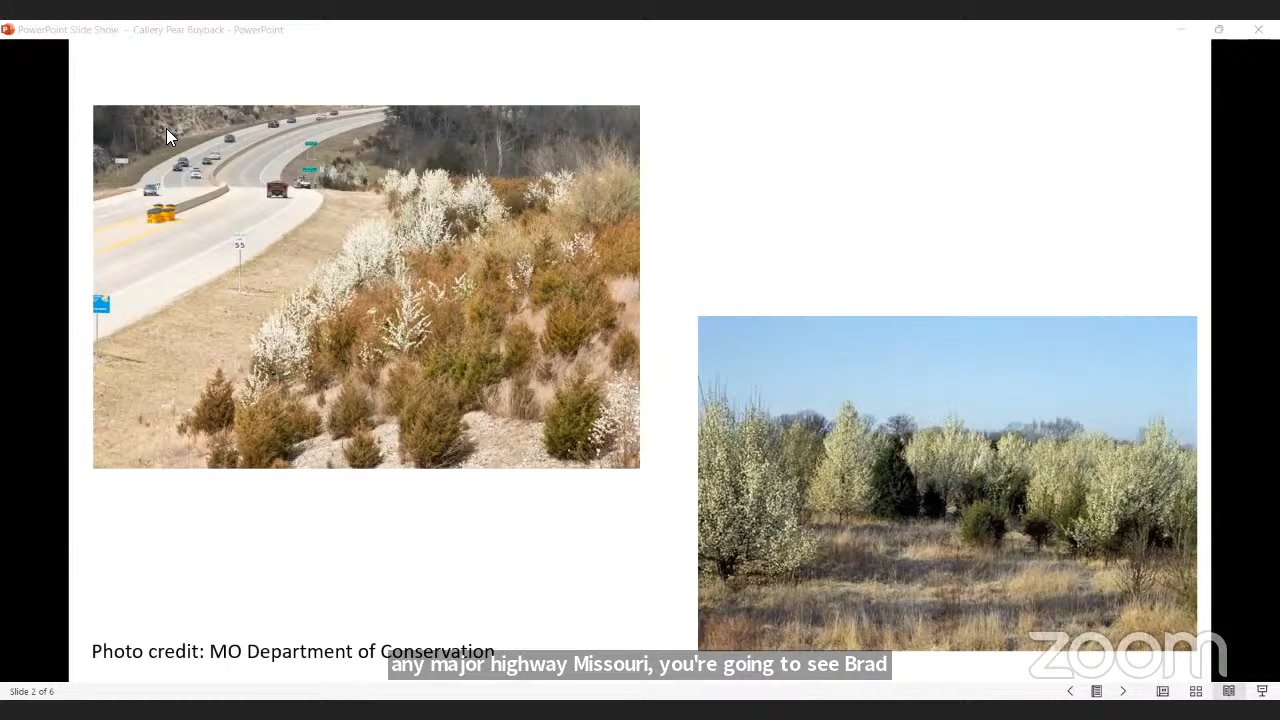 PowerPoint Slide Show - Callery Pear Buyback - PowerPoint
55
Photo credit: MO Department of Conservation
any major highway Missouri, you're going to see Brad
zoom
Slide 2 of 6